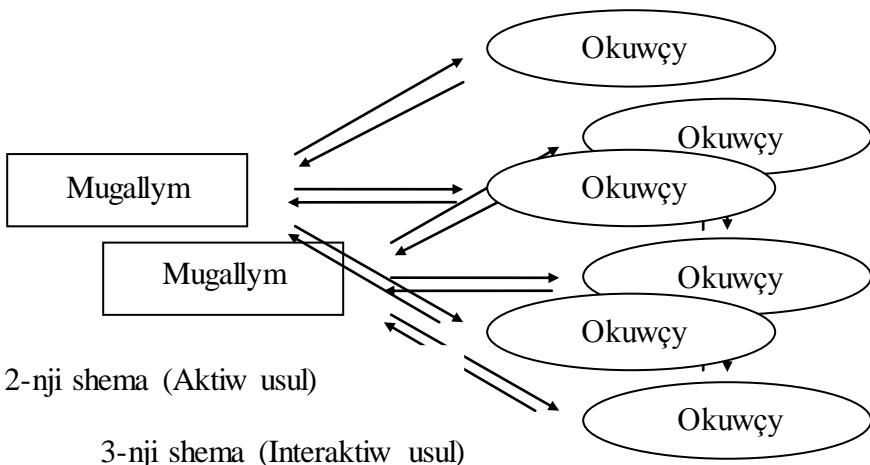 Okuwçy
Okuwçy
Mugallym
Okuwçy
Mugallym
Okuwçy
Okuwçy
2-nji shema (Aktiw usul)
Okuwçy
3-nji shema (Interaktiw usul)